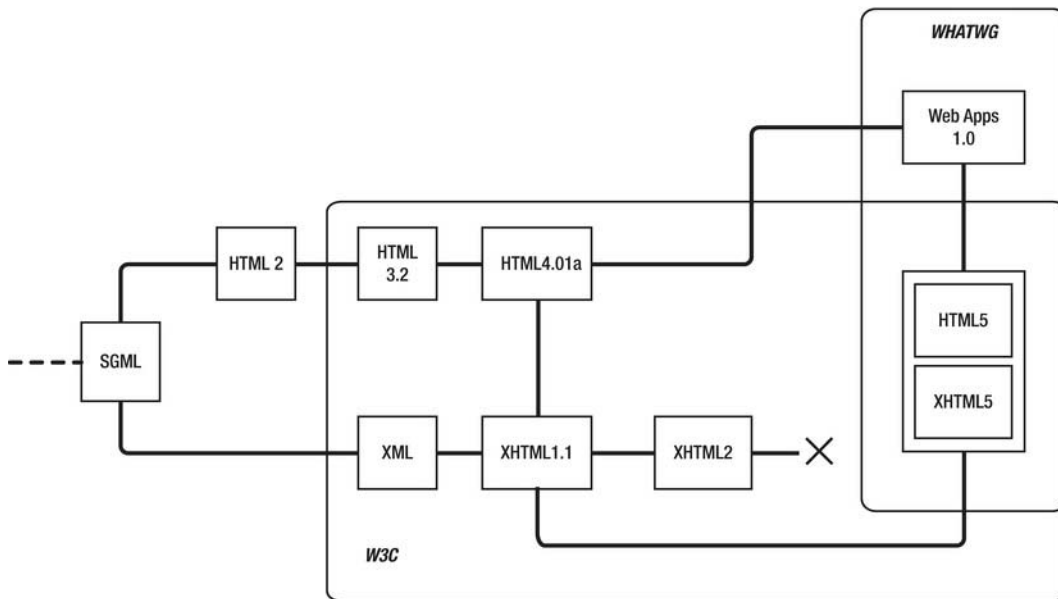 WHATWG
Web Apps
1.0
HTML 2
HTML
3.2
HTML4.01a
SGML
HTML5
XHTML5
XML
XHTML1.1
XHTML2
W3C